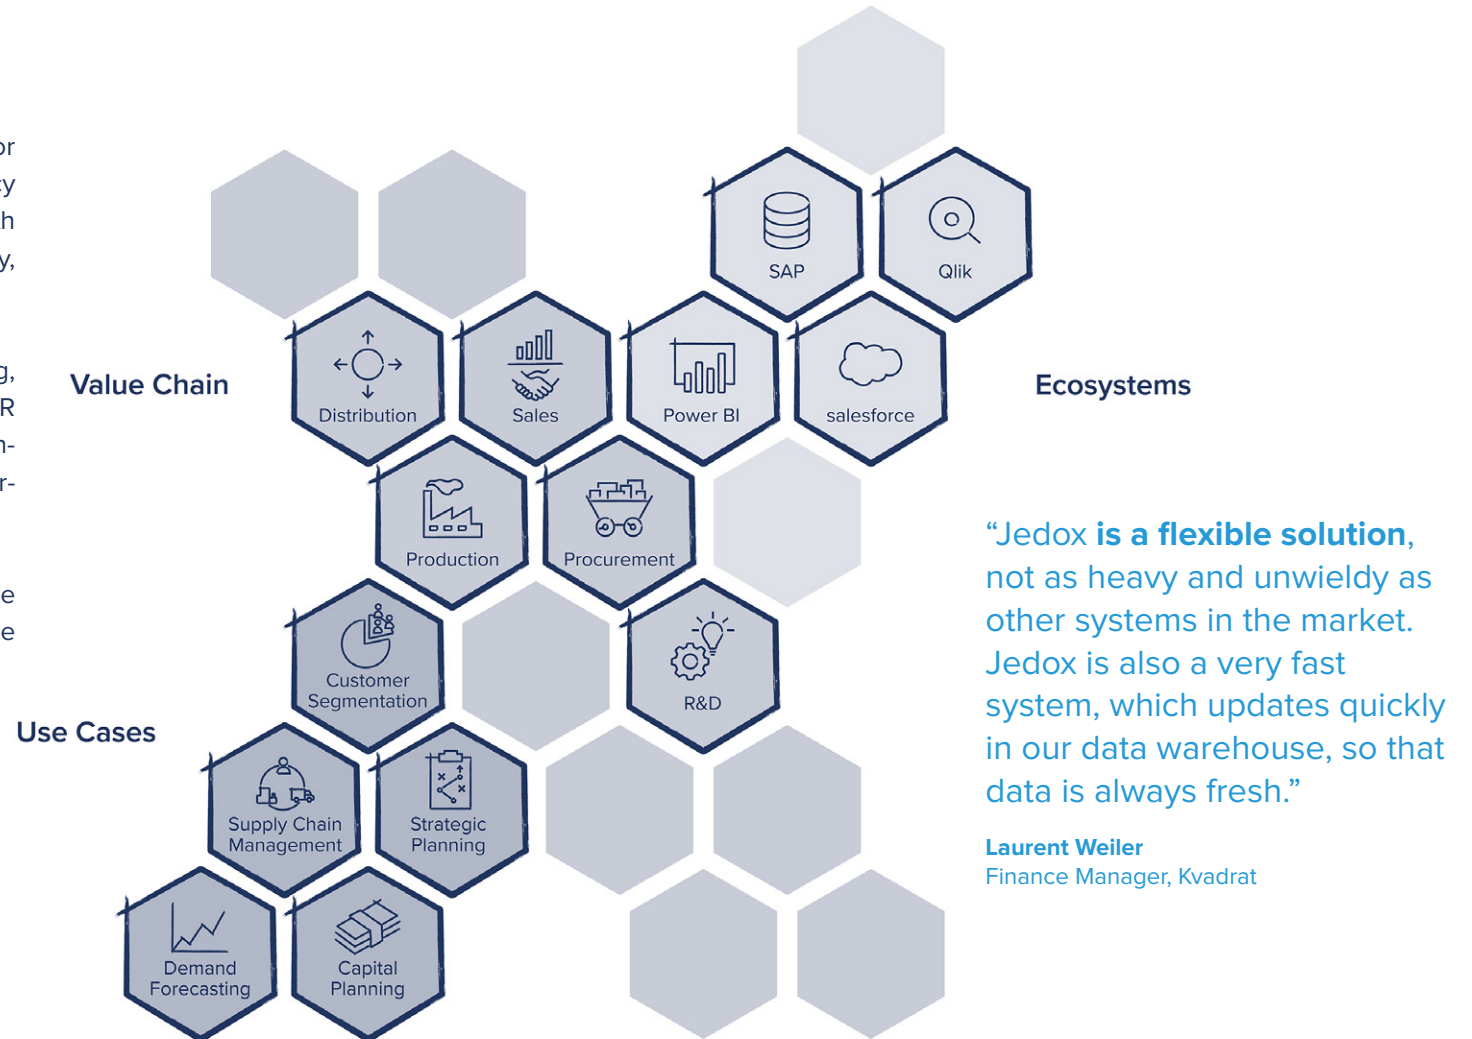 or
y,
g,
R
n-
r-
e
e
SAP
Qlik
Value Chain
Distribution
Sales
Power BI
salesforce
Ecosystems
Production
Procurement
Customer
Segmentation
R&D
Use Cases
Supply Chain
Management
Strategic
Planning
Demand
Forecasting
Capital
Planning
“Jedox is a flexible solution,
not as heavy and unwieldy as
other systems in the market.
Jedox is also a very fast
system, which updates quickly
in our data warehouse, so that
data is always fresh.”
Laurent Weiler
Finance Manager, Kvadrat